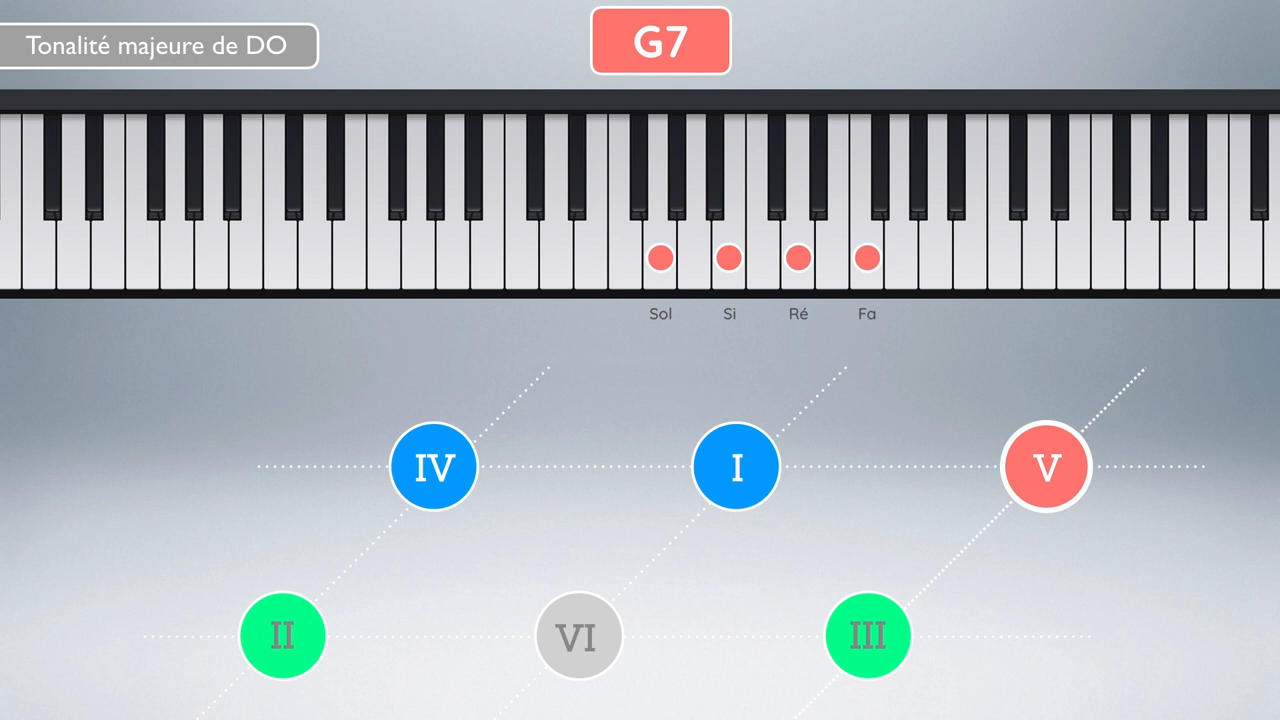 Tonalité majeure de DO
G7
Sol Si Ré Fa
IV I V
II VI III